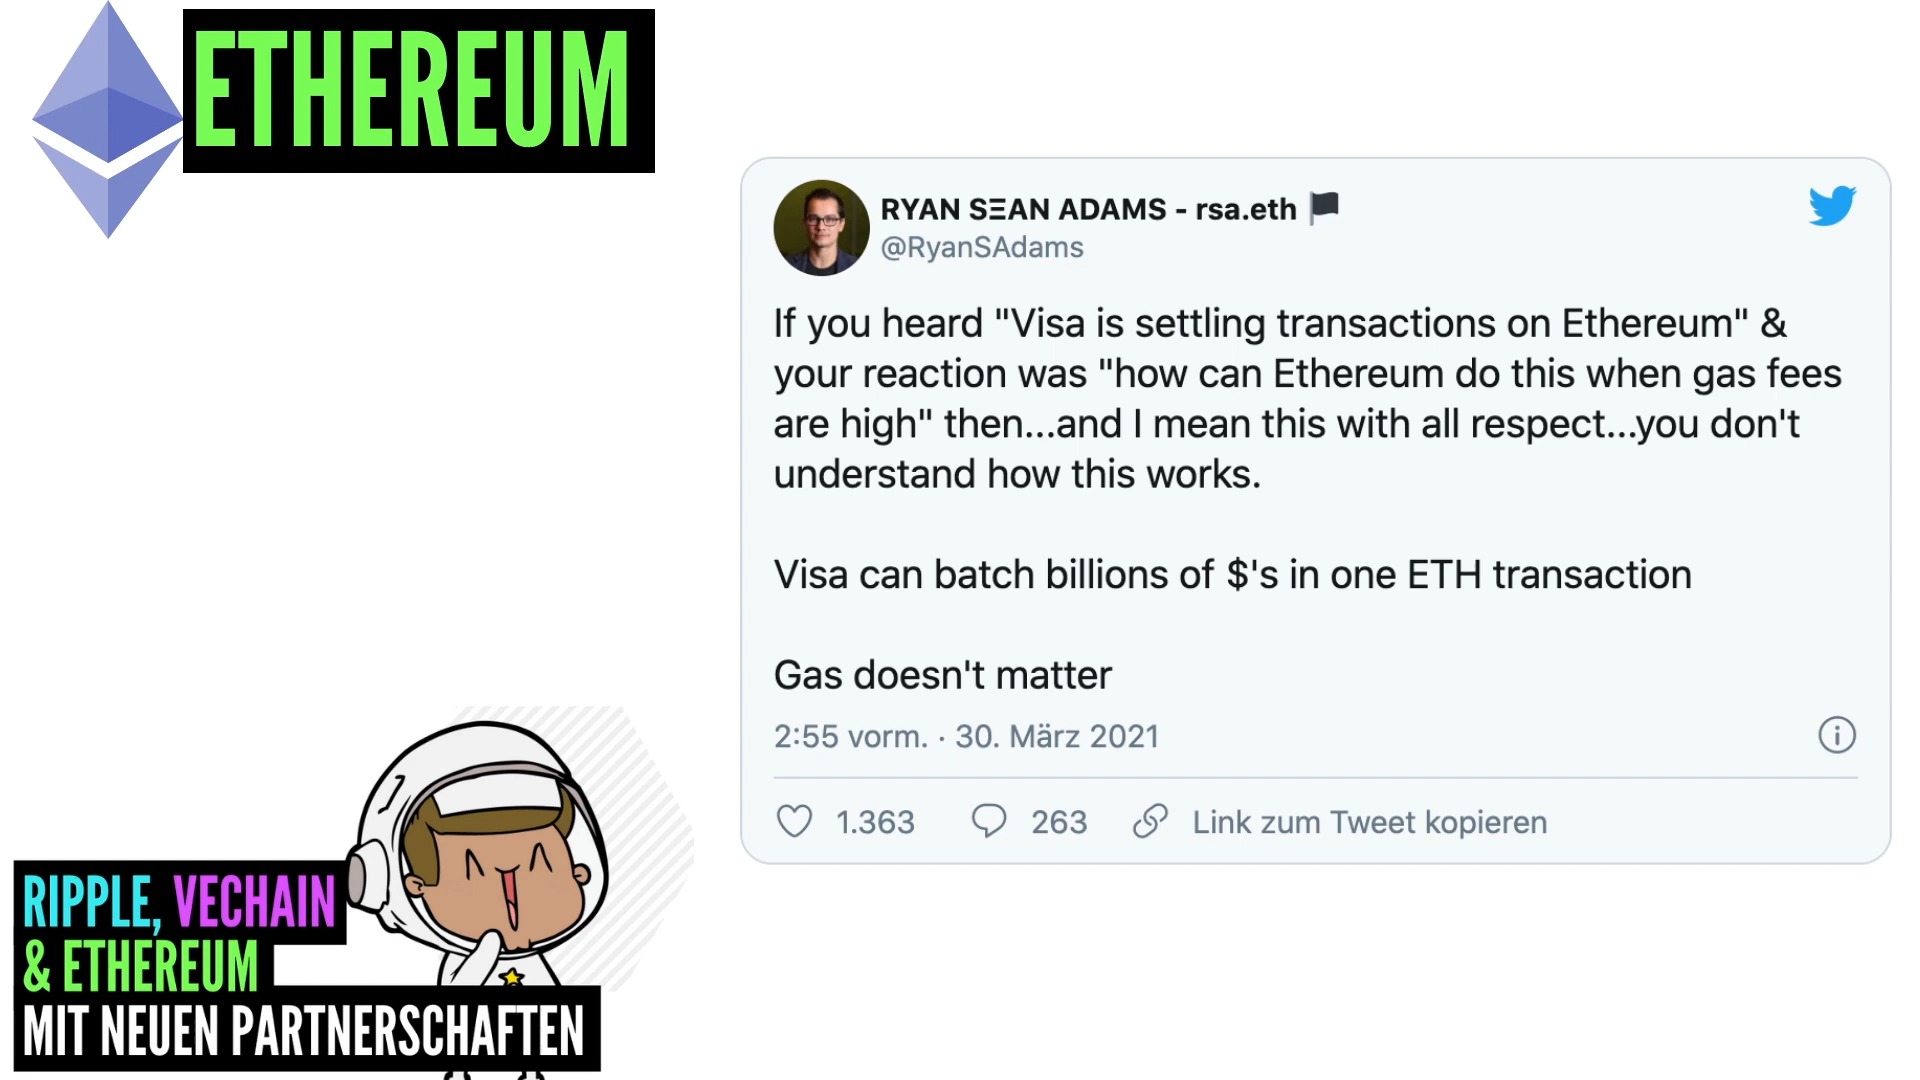 ETHEREUM
RYAN SΞAN ADAMS - rsa.eth 🏴
@RyanSAdams
If you heard "Visa is settling transactions on Ethereum" &
your reaction was "how can Ethereum do this when gas fees
are high" then...and I mean this with all respect...you don't
understand how this works.
Visa can batch billions of $'s in one ETH transaction
Gas doesn't matter
2:55 vorm. · 30. März 2021
1.363 263 Link zum Tweet kopieren
RIPPLE, VECHAIN
& ETHEREUM
MIT NEUEN PARTNERSCHAFTEN